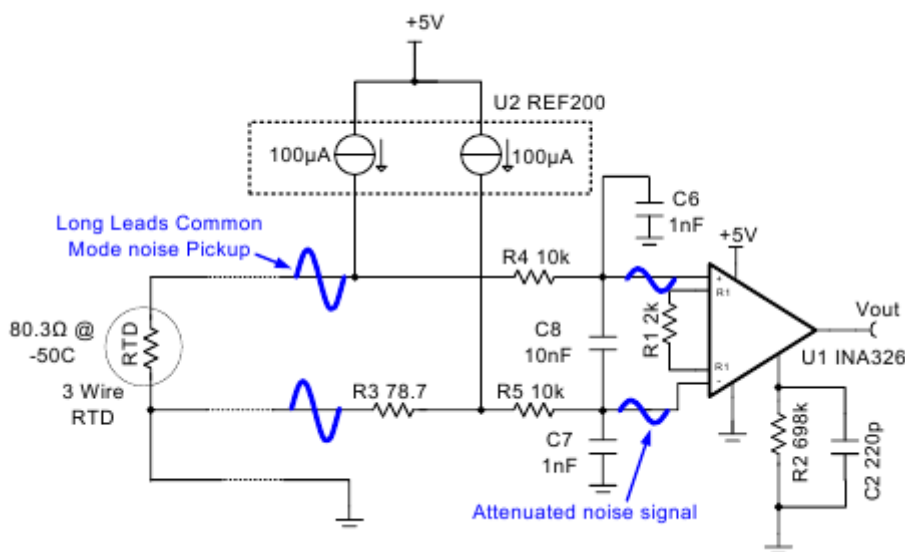 +5V
U2 REF200
100µA
100µA
Long Leads Common
Mode noise Pickup
C6
1nF
+5V
R4 10k
+
R1
R1 2k
Vout
80.3Ω @
-50C
RTD
C8
10nF
U1 INA326
R1
-
3 Wire
RTD
R3 78.7
R5 10k
C7
1nF
R2 698k
C2 220p
Attenuated noise signal